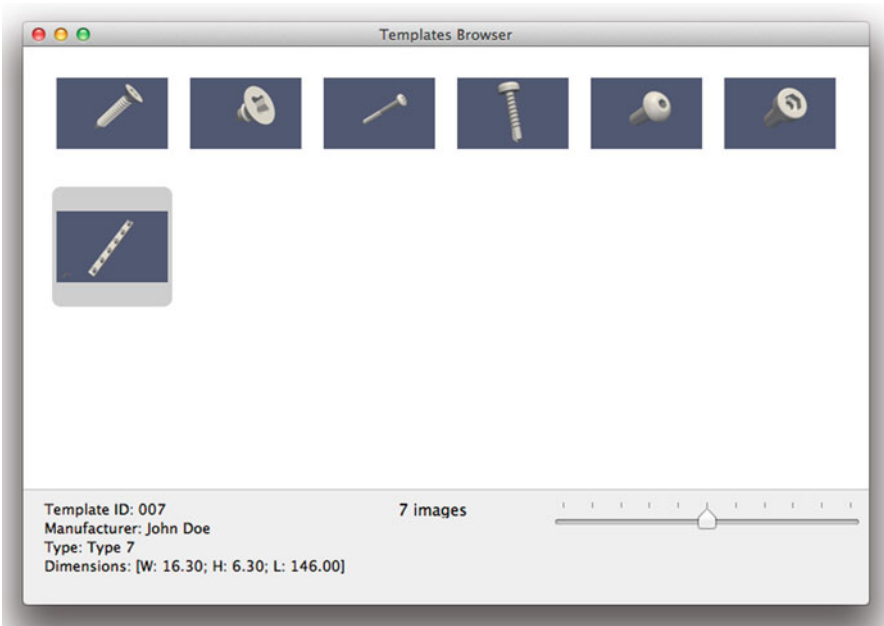 Templates Browser
Template ID: 007
7 images
Manufacturer: John Doe
Type: Type 7
Dimensions: [W: 16.30; H: 6.30; L: 146.00]